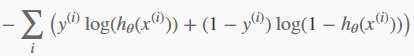 − ∑_i (y^(i) log(h_θ(x^(i))) + (1 − y^(i)) log(1 − h_θ(x^(i))))